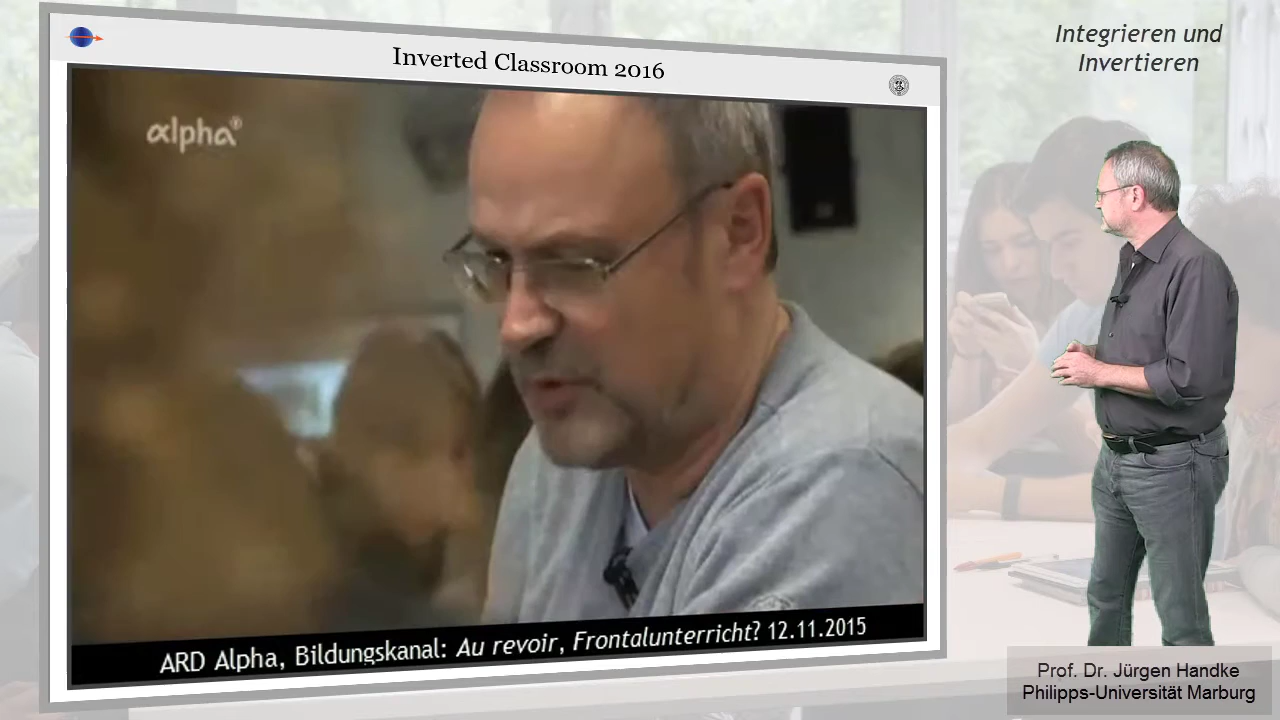 Inverted Classroom 2016
Integrieren und
Invertieren
alpha
ARD Alpha, Bildungskanal: Au revoir, Frontalunterricht? 12.11.2015
Prof. Dr. Jürgen Handke
Philipps-Universität Marburg